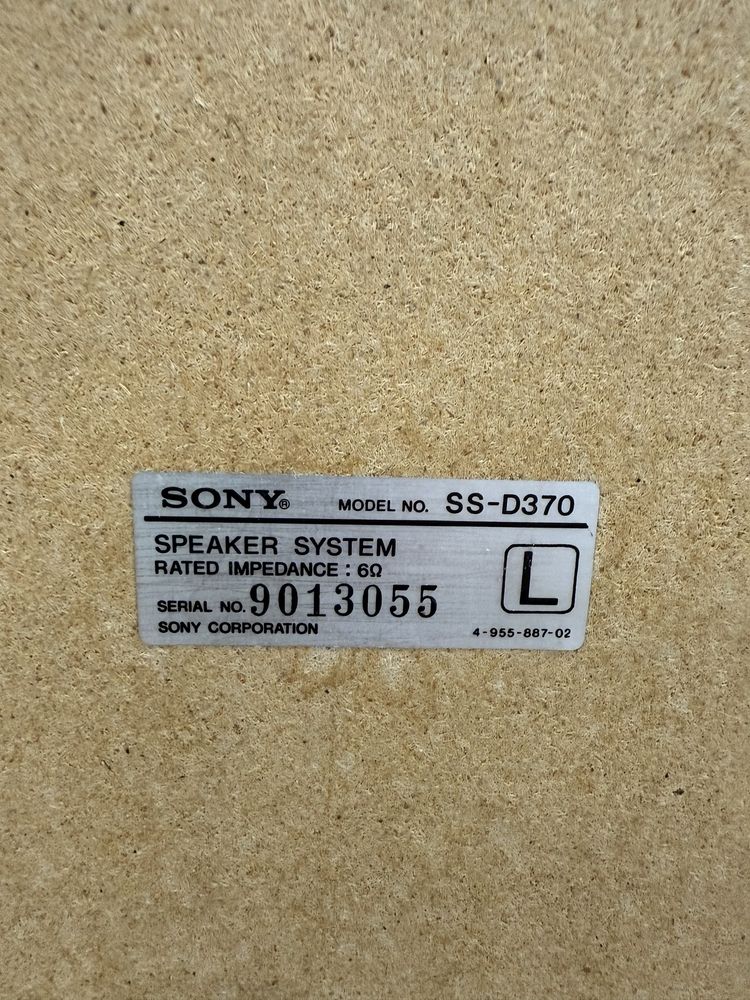 SONY® MODEL NO. SS-D370
SPEAKER SYSTEM
RATED IMPEDANCE : 6Ω
L
SERIAL NO. 9013055
SONY CORPORATION 4-955-887-02